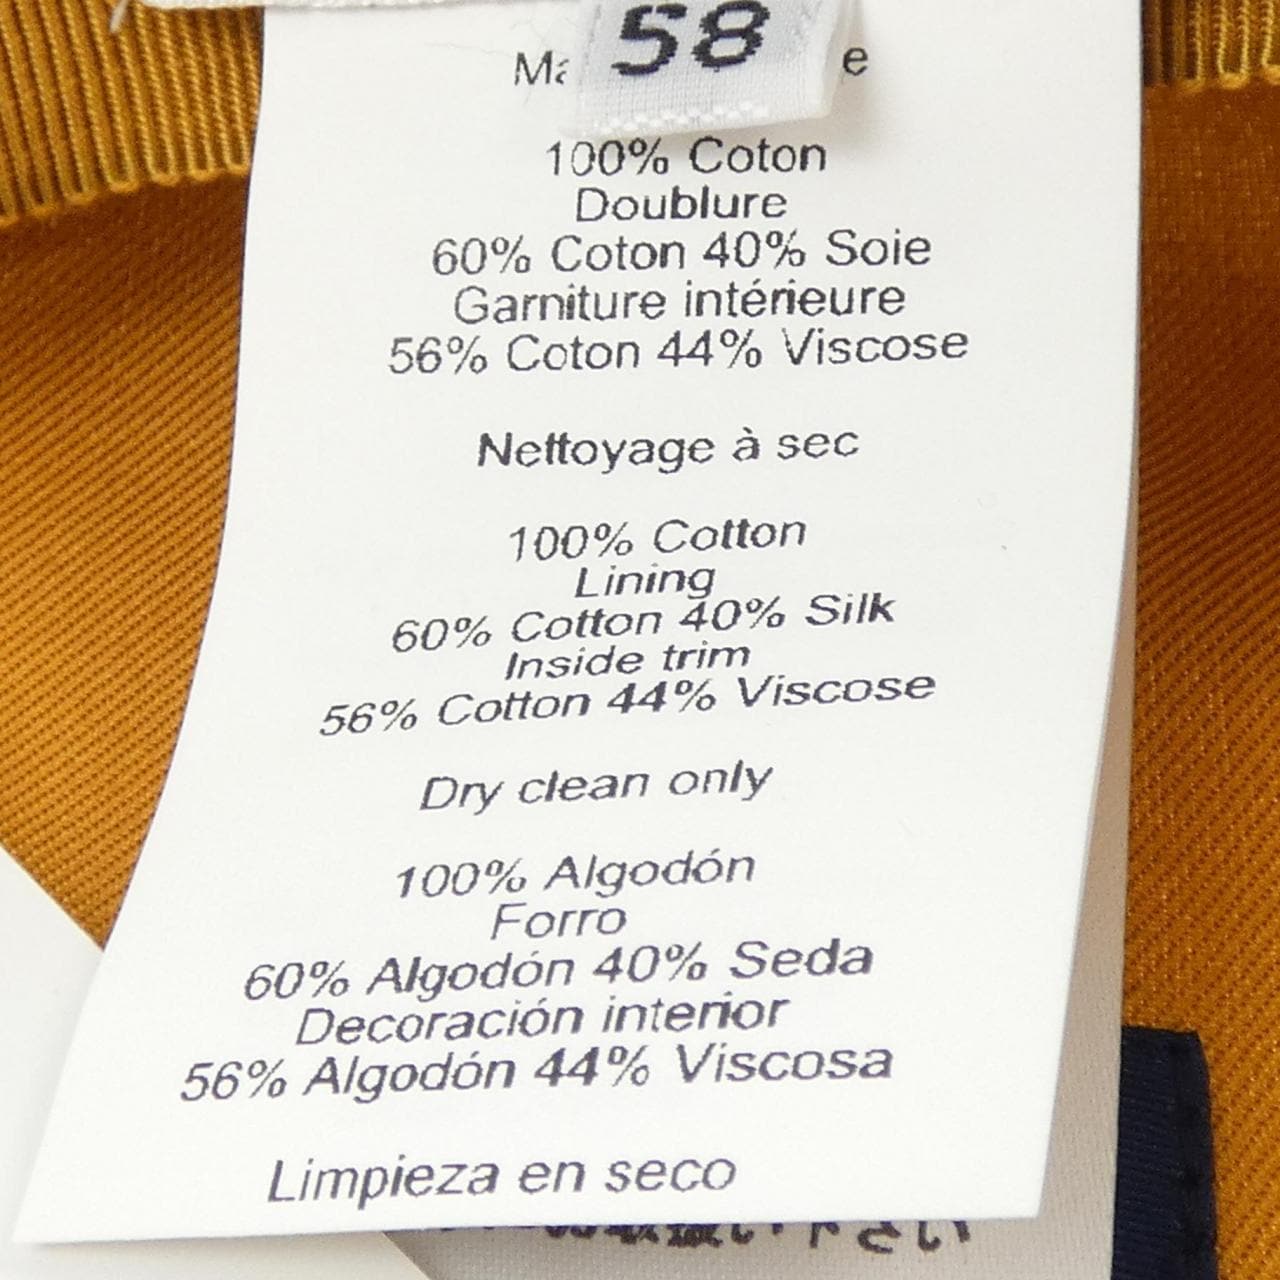 58
100% Coton
Doublure
60% Coton 40% Soie
Garniture intérieure
56% Coton 44% Viscose
Nettoyage à sec
100% Cotton
Lining
60% Cotton 40% Silk
Inside trim
56% Cotton 44% Viscose
Dry clean only
100% Algodón
Forro
60% Algodón 40% Seda
Decoración interior
56% Algodón 44% Viscosa
Limpieza en seco